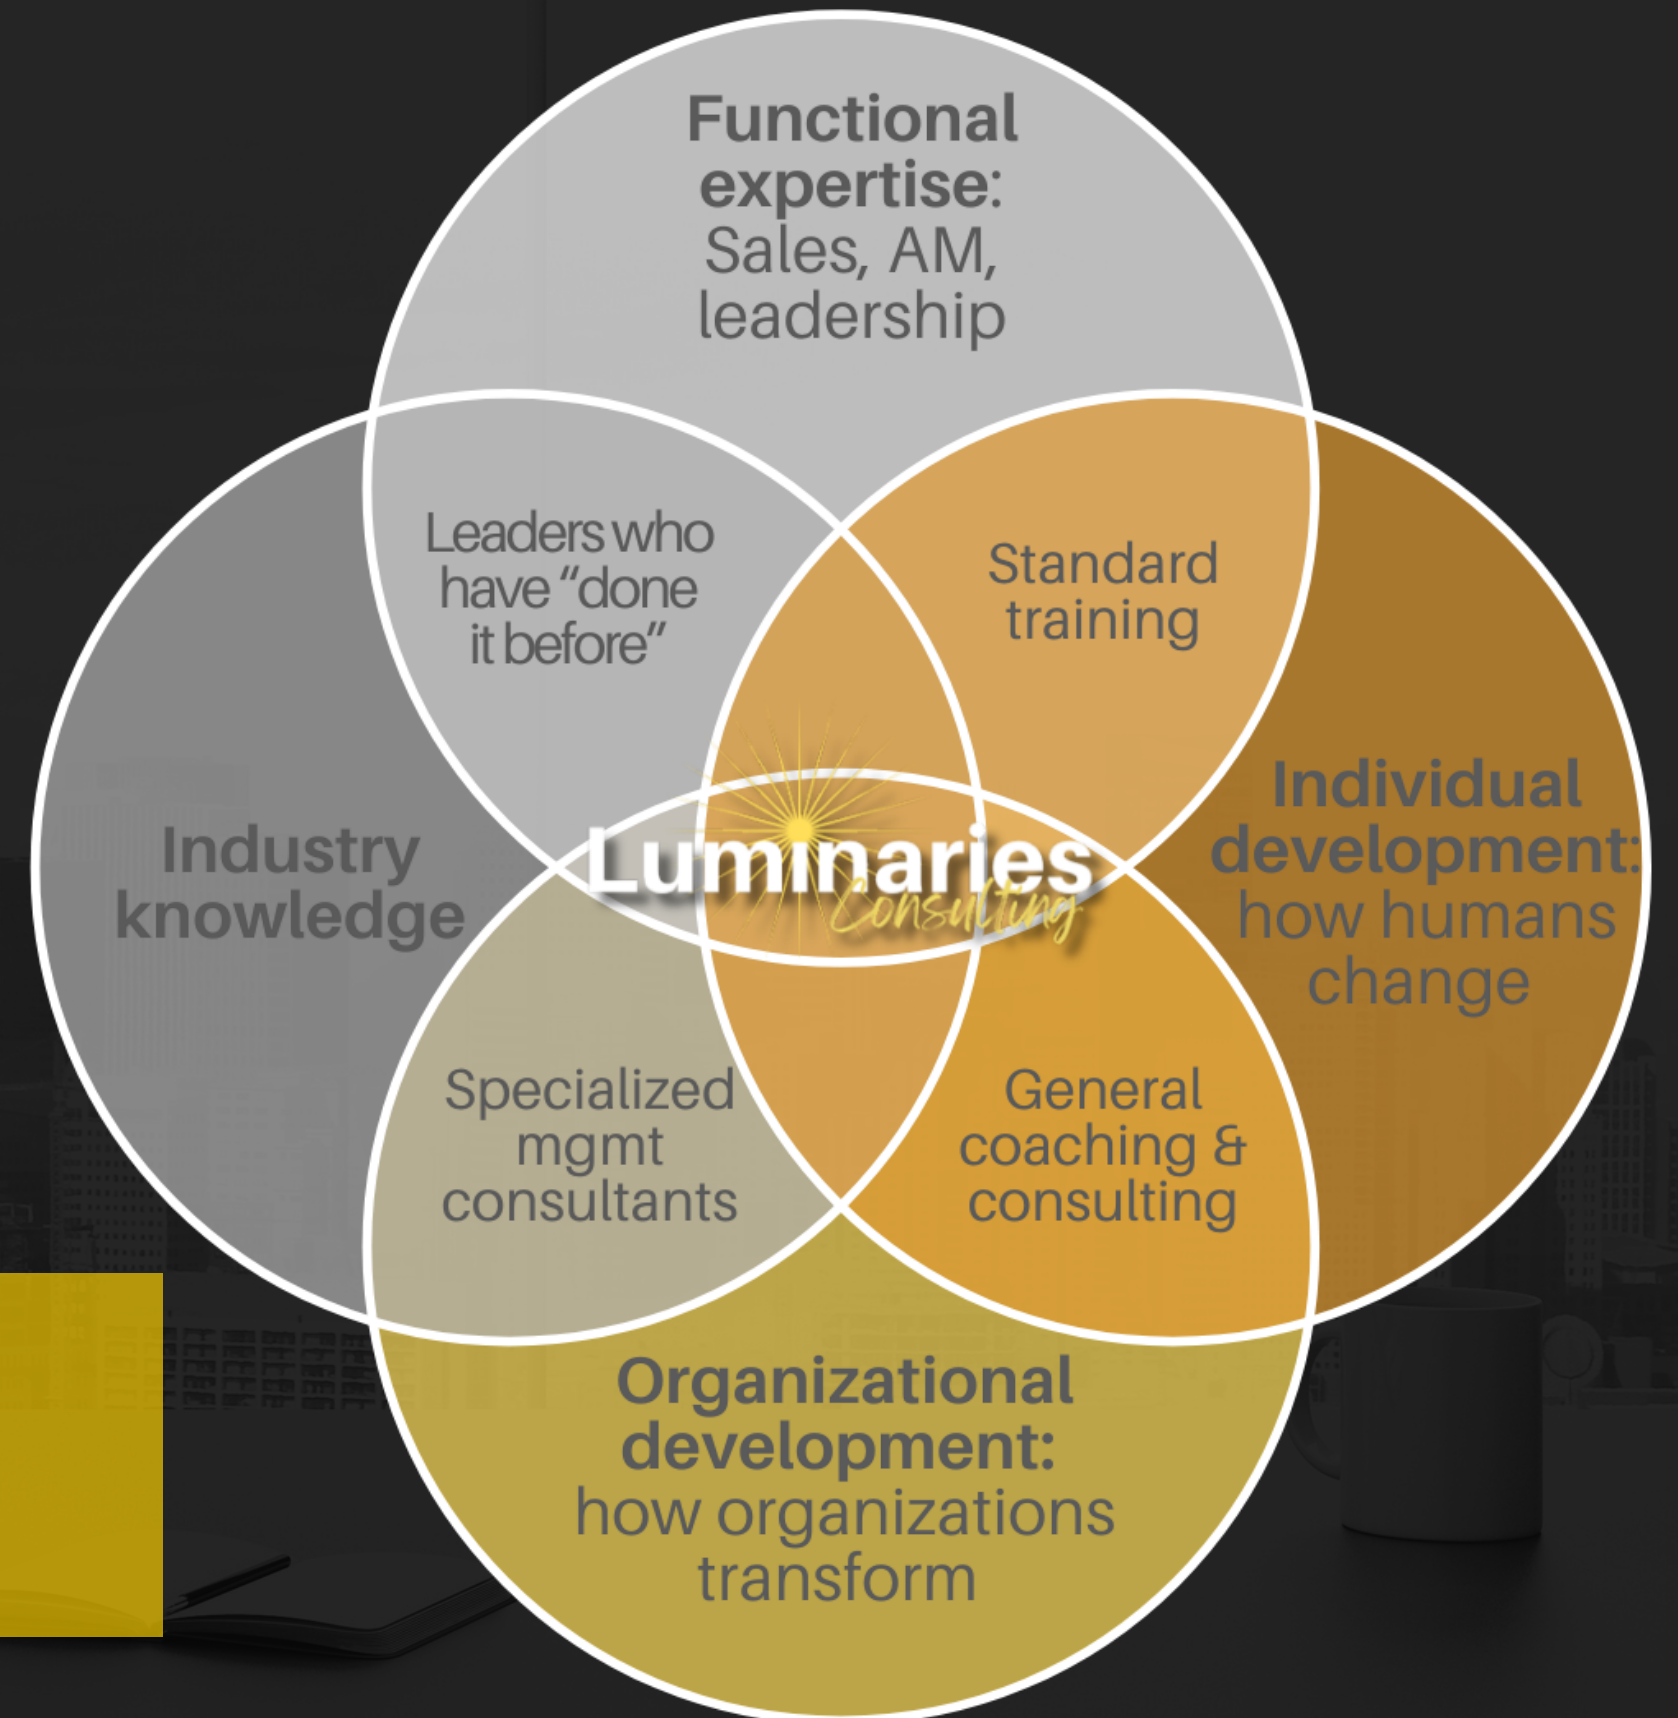 Functional
expertise:
Sales, AM,
leadership
Leaders who
have “done
it before”
Standard
training
Industry
knowledge
Luminaries
Consulting
Individual
development:
how humans
change
Specialized
mgmt
consultants
General
coaching &
consulting
Organizational
development:
how organizations
transform